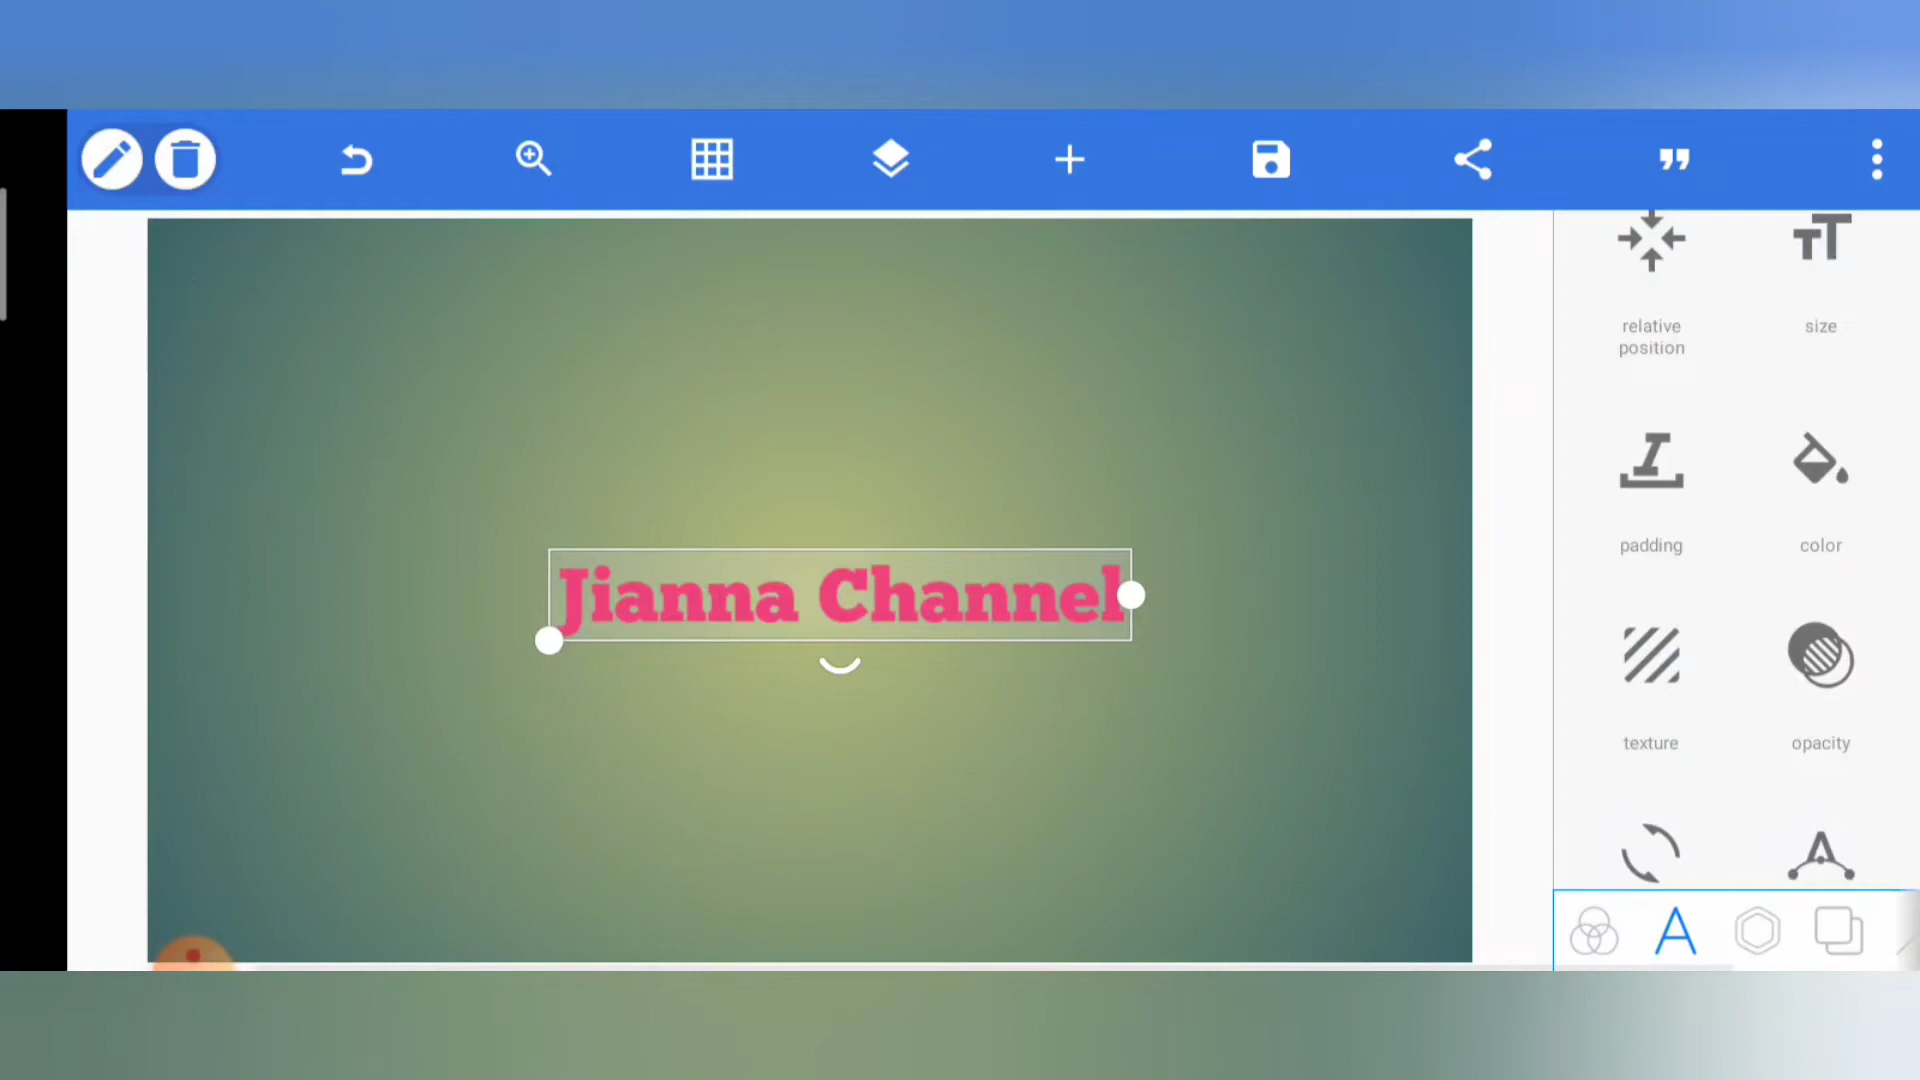 relative
position
size
Jianna Channel
padding
color
texture
opacity